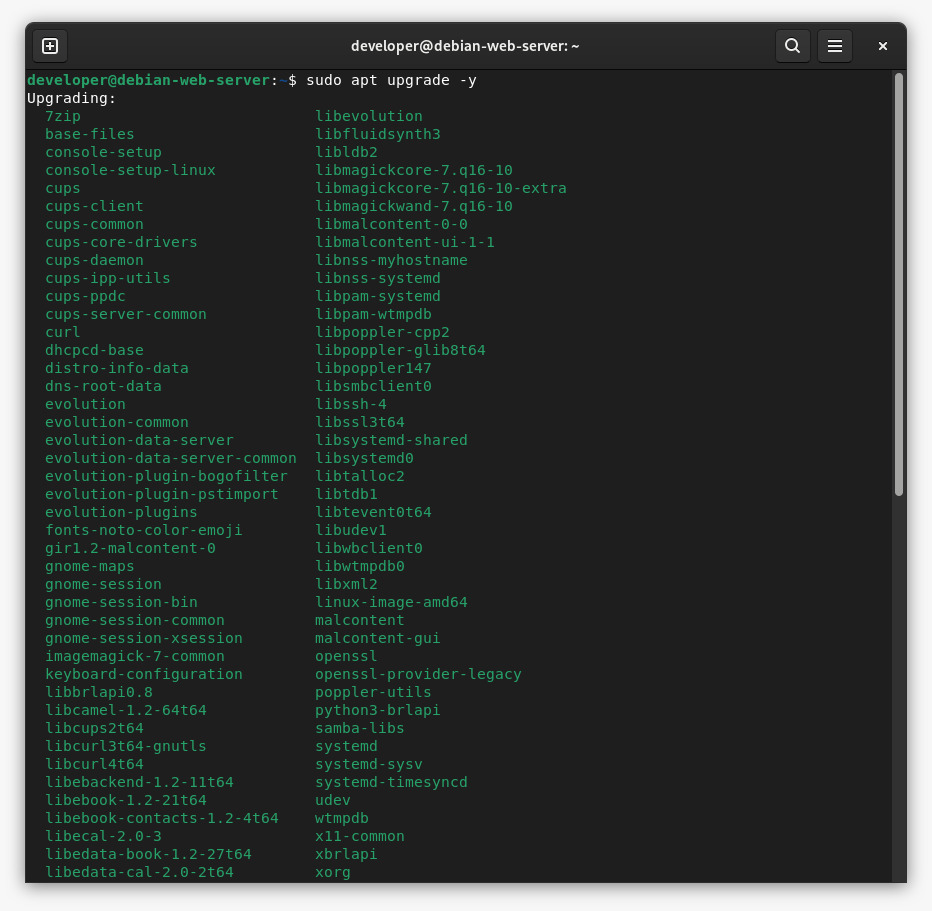 developer@debian-web-server: ~
developer@debian-web-server:~$ sudo apt upgrade -y
Upgrading:
7zip libevolution
base-files libfluidsynth3
console-setup libldb2
console-setup-linux libmagickcore-7.q16-10
cups libmagickcore-7.q16-10-extra
cups-client libmagickwand-7.q16-10
cups-common libmalcontent-0-0
cups-core-drivers libmalcontent-ui-1-1
cups-daemon libnss-myhostname
cups-ipp-utils libnss-systemd
cups-ppdc libpam-systemd
cups-server-common libpam-wtmpdb
curl libpoppler-cpp2
dhcpcd-base libpoppler-glib8t64
distro-info-data libpoppler147
dns-root-data libsmbclient0
evolution libssh-4
evolution-common libssl3t64
evolution-data-server libsystemd-shared
evolution-data-server-common libsystemd0
evolution-plugin-bogofilter libtalloc2
evolution-plugin-pstimport libtdb1
evolution-plugins libtevent0t64
fonts-noto-color-emoji libudev1
gir1.2-malcontent-0 libwbclient0
gnome-maps libwtmpdb0
gnome-session libxml2
gnome-session-bin linux-image-amd64
gnome-session-common malcontent
gnome-session-xsession malcontent-gui
imagemagick-7-common openssl
keyboard-configuration openssl-provider-legacy
libbrlapi0.8 poppler-utils
libcamel-1.2-64t64 python3-brlapi
libcups2t64 samba-libs
libcurl3t64-gnutls systemd
libcurl4t64 systemd-sysv
libebackend-1.2-11t64 systemd-timesyncd
libebook-1.2-21t64 udev
libebook-contacts-1.2-4t64 wtmpdb
libecal-2.0-3 x11-common
libedata-book-1.2-27t64 xbrlapi
libedata-cal-2.0-2t64 xorg